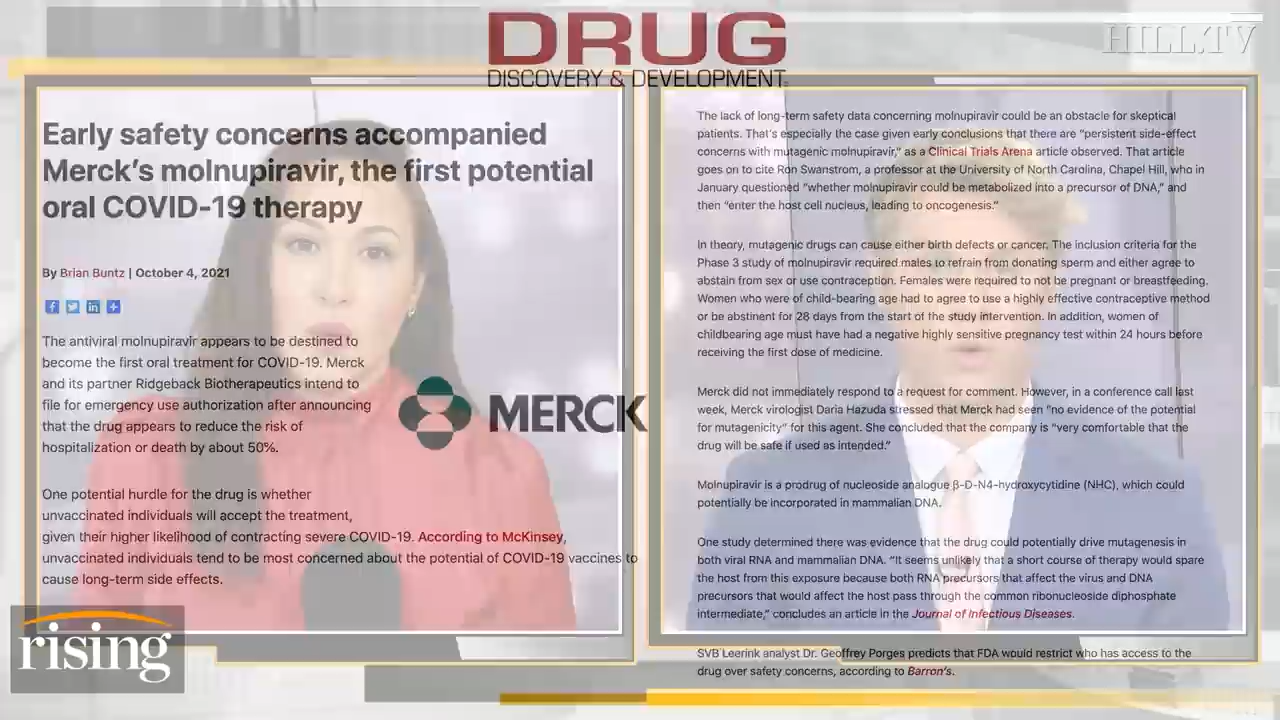 DRUG
DISCOVERY & DEVELOPMENT
HILL.TV
Early safety concerns accompanied
Merck's molnupiravir, the first potential
oral COVID-19 therapy
By Brian Buntz | October 4, 2021
The antiviral molnupiravir appears to be destined to
become the first oral treatment for COVID-19. Merck
and its partner Ridgeback Biotherapeutics intend to
file for emergency use authorization after announcing
that the drug appears to reduce the risk of
hospitalization or death by about 50%.
One potential hurdle for the drug is whether
unvaccinated individuals will accept the treatment,
given their higher likelihood of contracting severe COVID-19. According to McKinsey,
unvaccinated individuals tend to be most concerned about the potential of COVID-19 vaccines to
cause long-term side effects.
MERCK
The lack of long-term safety data concerning molnupiravir could be an obstacle for skeptical
patients. That's especially the case given early conclusions that there are "persistent side-effect
concerns with mutagenic molnupiravir," as a Clinical Trials Arena article observed. That article
goes on to cite Ron Swanstrom, a professor at the University of North Carolina, Chapel Hill, who in
January questioned "whether molnupiravir could be metabolized into a precursor of DNA," and
then "enter the host cell nucleus, leading to oncogenesis."
In theory, mutagenic drugs can cause either birth defects or cancer. The inclusion criteria for the
Phase 3 study of molnupiravir required males to refrain from donating sperm and either agree to
abstain from sex or use contraception. Females were required to not be pregnant or breastfeeding.
Women who were of child-bearing age had to agree to use a highly effective contraceptive method
or be abstinent for 28 days from the start of the study intervention. In addition, women of
childbearing age must have had a negative highly sensitive pregnancy test within 24 hours before
receiving the first dose of medicine.
Merck did not immediately respond to a request for comment. However, in a conference call last
week, Merck virologist Daria Hazuda stressed that Merck had seen "no evidence of the potential
for mutagenicity" for this agent. She concluded that the company is "very comfortable that the
drug will be safe if used as intended."
Molnupiravir is a prodrug of nucleoside analogue β-D-N4-hydroxycytidine (NHC), which could
potentially be incorporated in mammalian DNA.
One study determined there was evidence that the drug could potentially drive mutagenesis in
both viral RNA and mammalian DNA. "It seems unlikely that a short course of therapy would spare
the host from this exposure because both RNA precursors that affect the virus and DNA
precursors that would affect the host pass through the common ribonucleoside diphosphate
intermediate," concludes an article in the Journal of Infectious Diseases.
SVB Leerink analyst Dr. Geoffrey Porges predicts that FDA would restrict who has access to the
drug over safety concerns, according to Barron's.
rising